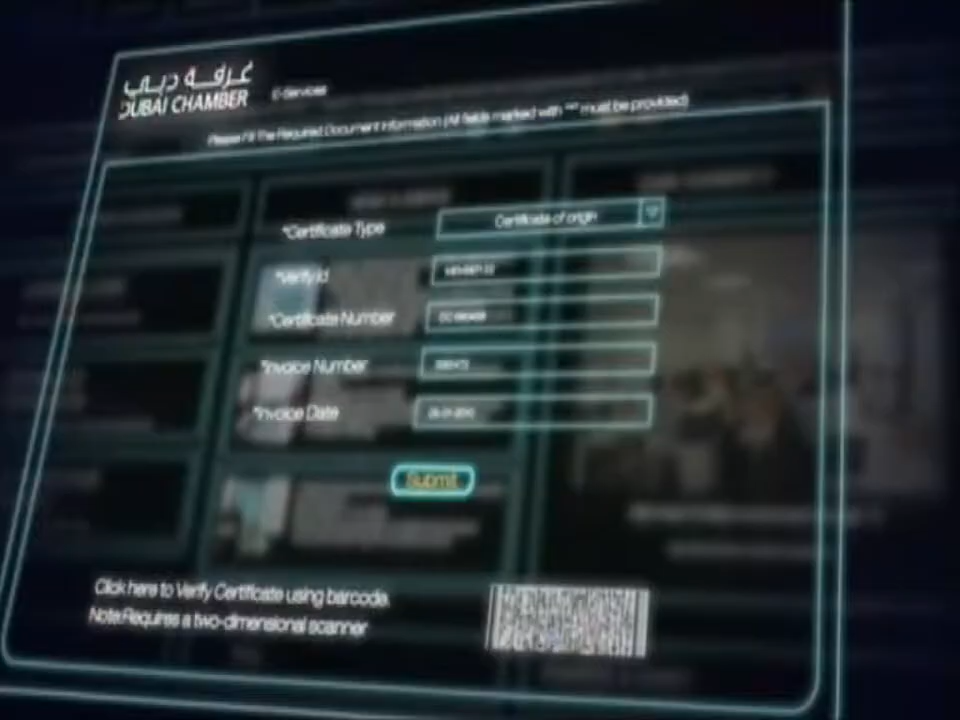 غرفة دبي
DUBAI CHAMBER
E-Services
Please Fill the Required Document Information (All fields marked with "*" must be provided)
*Certificate Type
Certificate of origin
*Verify Id
*Certificate Number
*Invoice Number
*Invoice Date
Submit
Click here to Verify Certificate using barcode.
Note:Requires a two-dimensional scanner